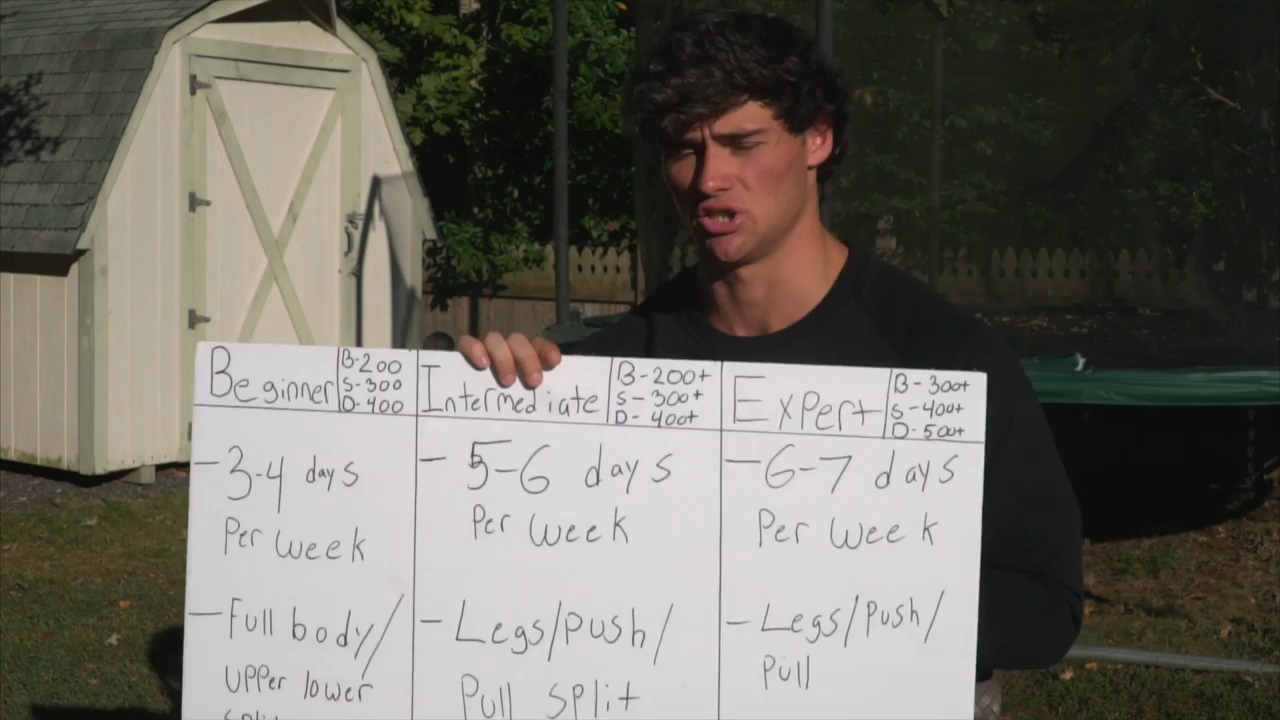 Beginner
B-200
S-300
D-400
- 3-4 days
Per week
- Full body/
upper lower
split
Intermediate
B-200+
S-300+
D-400+
- 5-6 days
Per week
- Legs/push/
Pull split
Expert
B-300+
S-400+
D-500+
- 6-7 days
Per week
- Legs/push/
pull